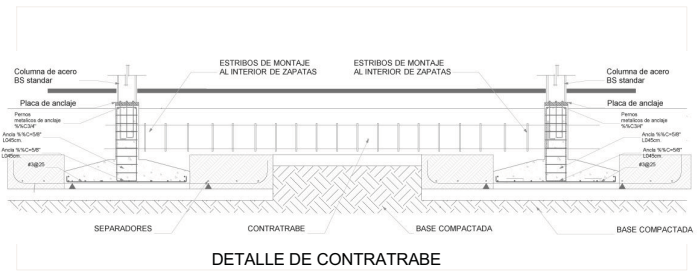 ESTRIBOS DE MONTAJE
AL INTERIOR DE ZAPATAS
ESTRIBOS DE MONTAJE
AL INTERIOR DE ZAPATAS
Columna de acero
BS standar
Placa de anclaje
Pernos
metalicos de anclaje
%%C3/4"
Ancla %%C=5/8"
L045cm.
Ancla %%C=5/8"
L045cm.
#3@25
Columna de acero
BS standar
Placa de anclaje
Pernos
metalicos de anclaje
%%C3/4"
Ancla %%C=5/8"
L045cm.
Ancla %%C=5/8"
L045cm.
#3@25
SEPARADORES
CONTRATRABE
BASE COMPACTADA
BASE COMPACTADA
DETALLE DE CONTRATRABE